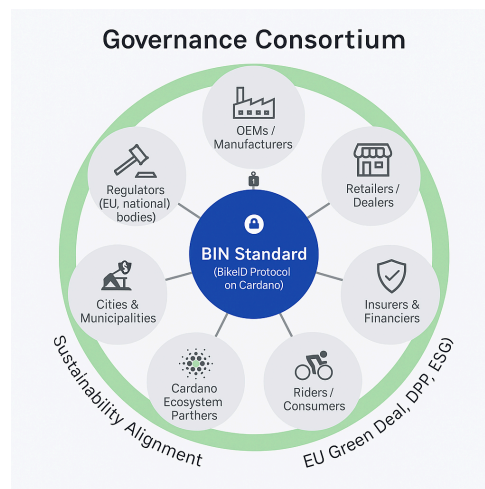 Governance Consortium
OEMs /
Manufacturers
Regulators
(EU, national)
bodies)
Retailers /
Dealers
BIN Standard
(BikeID Protocol
on Cardano)
Cities &
Municipalities
Insurers &
Financiers
Cardano
Ecosystem
Parthers
Riders /
Consumers
Sustainability Alignment
EU Green Deal, DPP, ESG)